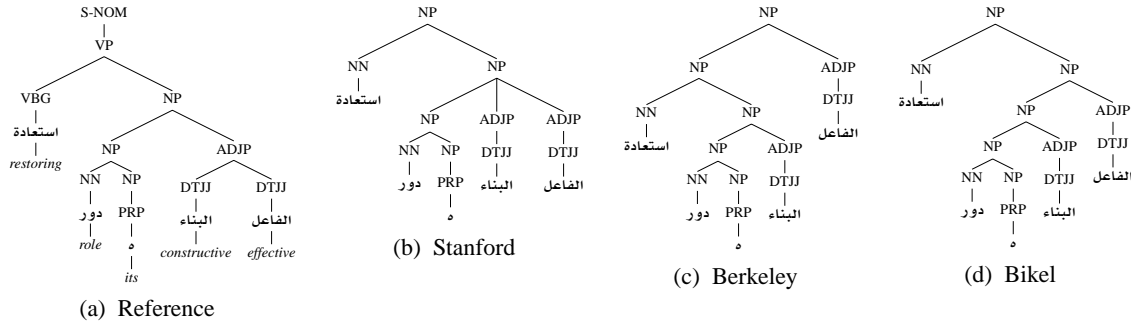 S-NOM
VP
VBG NP
استعادة
restoring
NP ADJP
NN NP DTJJ DTJJ
دور PRP البناء الفاعل
role ه constructive effective
its
(a) Reference
NP
NN NP
استعادة
NP ADJP ADJP
NN NP DTJJ DTJJ
دور PRP البناء الفاعل
ه
(b) Stanford
NP
NP ADJP
NN NP DTJJ
استعادة الفاعل
NP ADJP
NN NP DTJJ
دور PRP البناء
ه
(c) Berkeley
NP
NN NP
استعادة
NP ADJP
NP ADJP DTJJ
NN NP DTJJ الفاعل
دور PRP البناء
ه
(d) Bikel